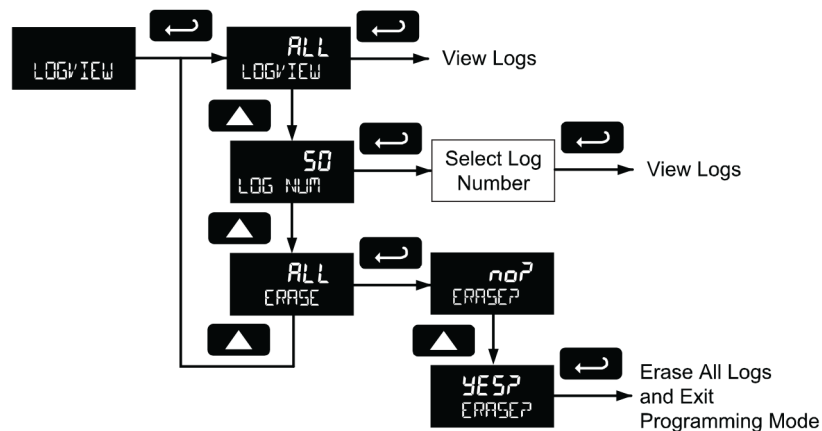 LOGVIEW
ALL
LOGVIEW
View Logs
50
LOG NUM
Select Log
Number
View Logs
ALL
ERASE
no?
ERASE?
YES?
ERASE?
Erase All Logs
and Exit
Programming Mode